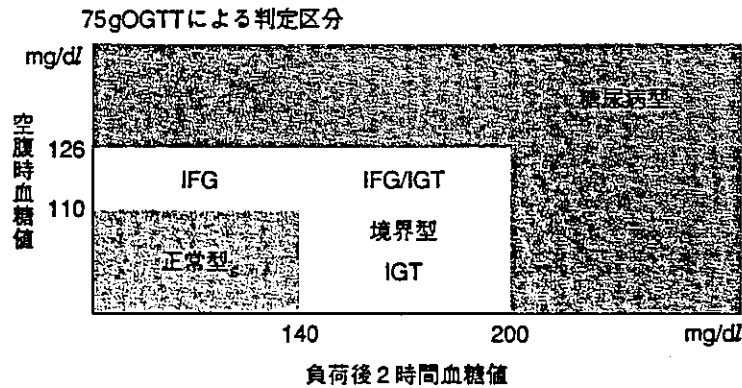 75gOGTTによる判定区分
mg/dl
糖尿病型
空腹時血糖値
126
IFG
IFG/IGT
110
境界型
正常型
IGT
140
200
mg/dl
負荷後2時間血糖値